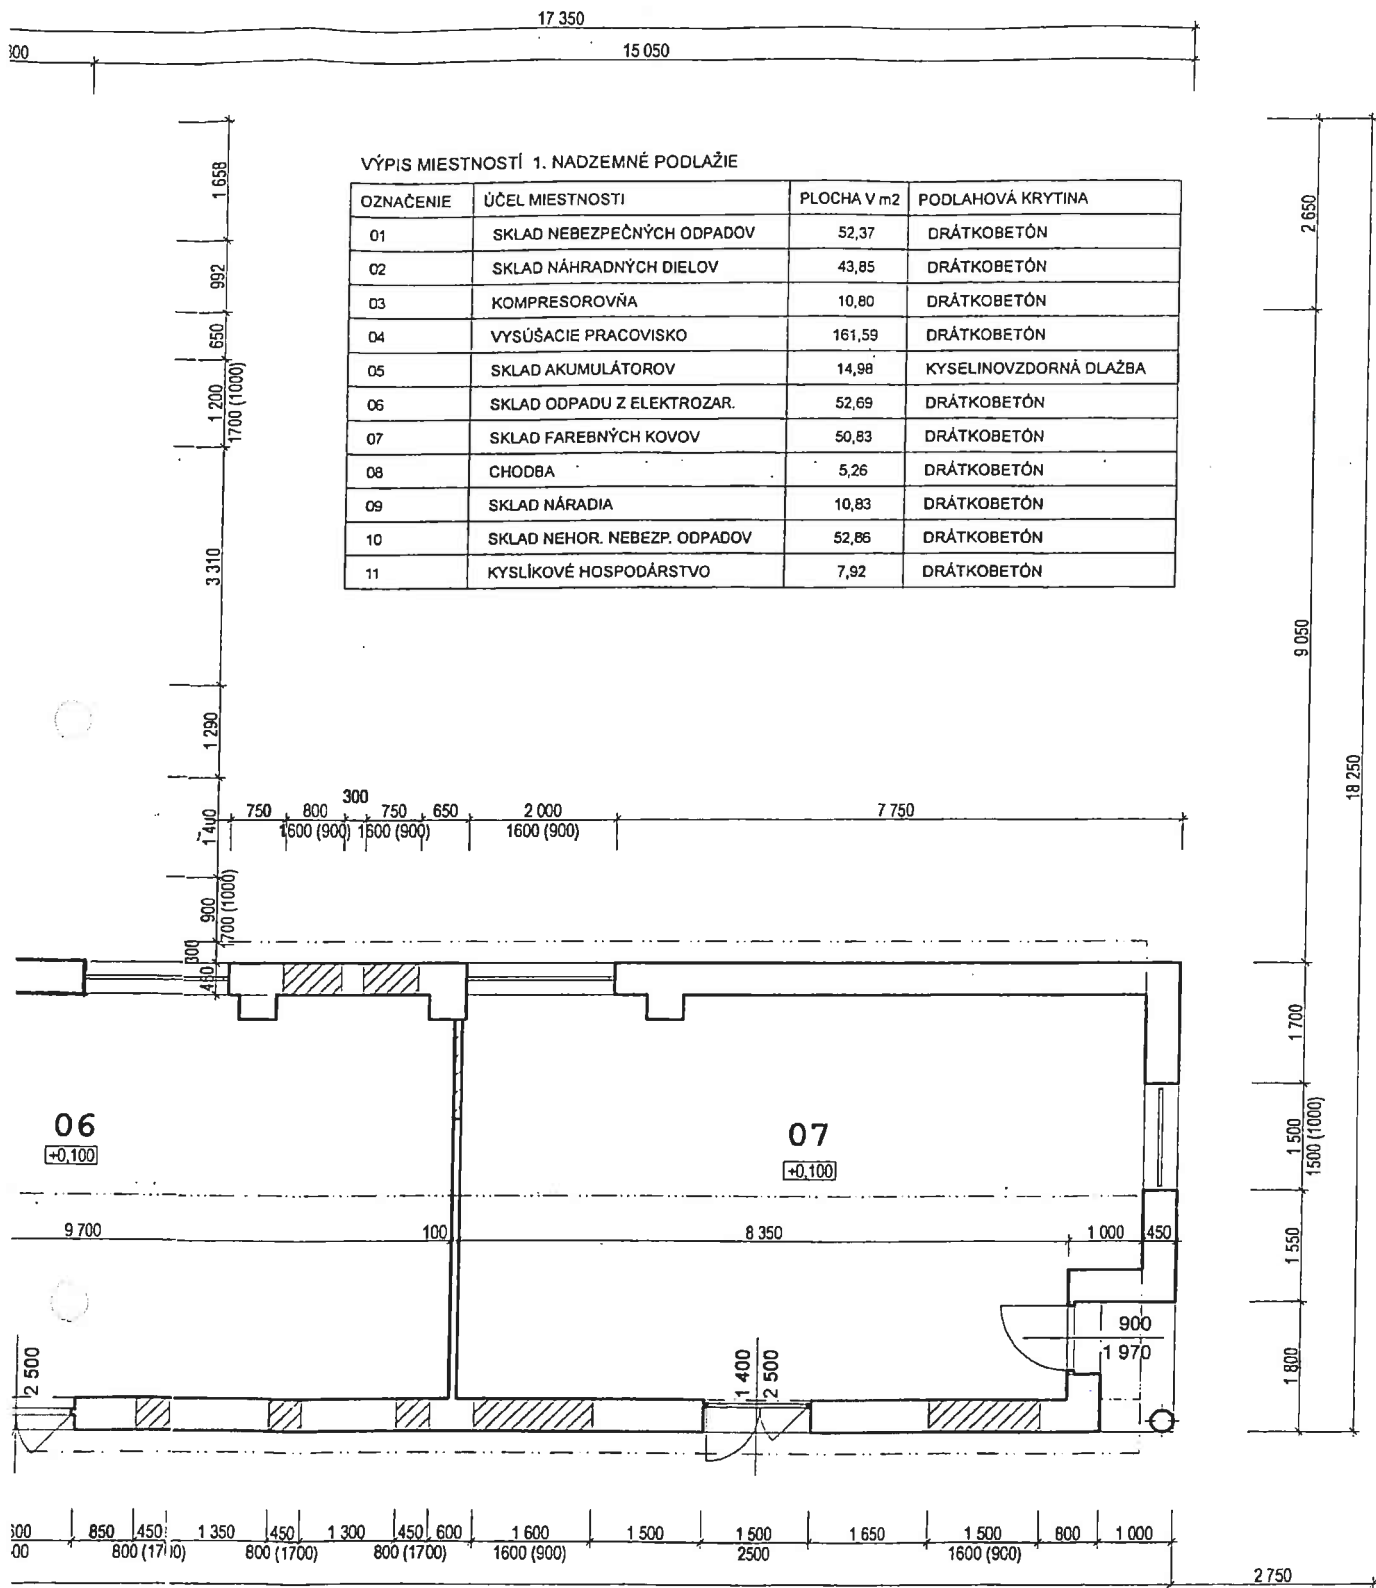 17 350
15 050
VÝPIS MIESTNOSTÍ 1. NADZEMNÉ PODLAŽIE
OZNAČENIE ÚČEL MIESTNOSTI PLOCHA V m2 PODLAHOVÁ KRYTINA
01 SKLAD NEBEZPEČNÝCH ODPADOV 52,37 DRÁTKOBETÓN
02 SKLAD NÁHRADNÝCH DIELOV 43,85 DRÁTKOBETÓN
03 KOMPRESOROVŇA 10,80 DRÁTKOBETÓN
04 VYSÚŠACIE PRACOVISKO 161,59 DRÁTKOBETÓN
05 SKLAD AKUMULÁTOROV 14,98 KYSELINOVZDORNÁ DLAŽBA
06 SKLAD ODPADU Z ELEKTROZAR. 52,69 DRÁTKOBETÓN
07 SKLAD FAREBNÝCH KOVOV 50,83 DRÁTKOBETÓN
08 CHODBA 5,26 DRÁTKOBETÓN
09 SKLAD NÁRADIA 10,83 DRÁTKOBETÓN
10 SKLAD NEHOR. NEBEZP. ODPADOV 52,86 DRÁTKOBETÓN
11 KYSLÍKOVÉ HOSPODÁRSTVO 7,92 DRÁTKOBETÓN
1 658
992
650
1 200
1700 (1000)
3 310
1 290
1 400
900
1700 (1000)
300
450
2 650
9 050
18 250
300
750 800 750 650 2 000 7 750
1600 (900) 1600 (900) 1600 (900)
06
+0,100
07
+0,100
1 700
1 500
1500 (1000)
1 550
1 800
9 700 100 8 350 1 000 450
900
1 970
2 500
1 400
2 500
850 450 1 350 450 1 300 450 600 1 600 1 500 1 500 1 650 1 500 800 1 000
800 (1700) 800 (1700) 800 (1700) 1600 (900) 2500 1600 (900)
2 750